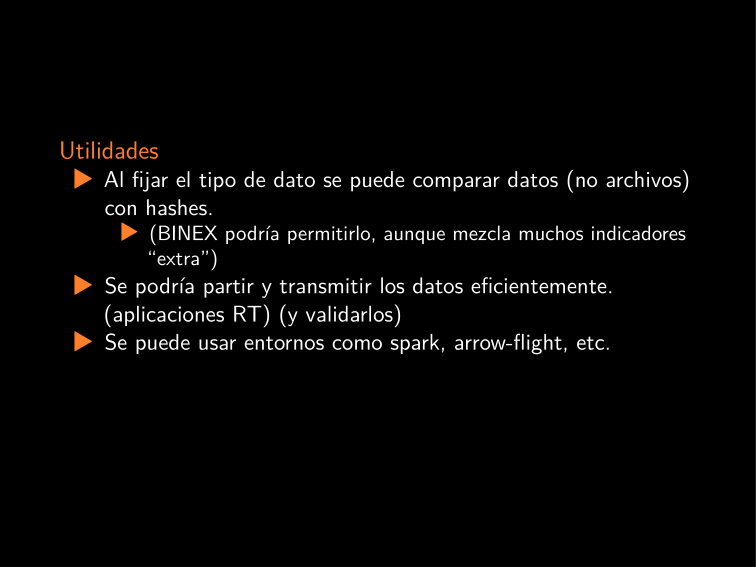 Utilidades
Al fijar el tipo de dato se puede comparar datos (no archivos)
con hashes.
(BINEX podría permitirlo, aunque mezcla muchos indicadores
“extra”)
Se podría partir y transmitir los datos eficientemente.
(aplicaciones RT) (y validarlos)
Se puede usar entornos como spark, arrow-flight, etc.